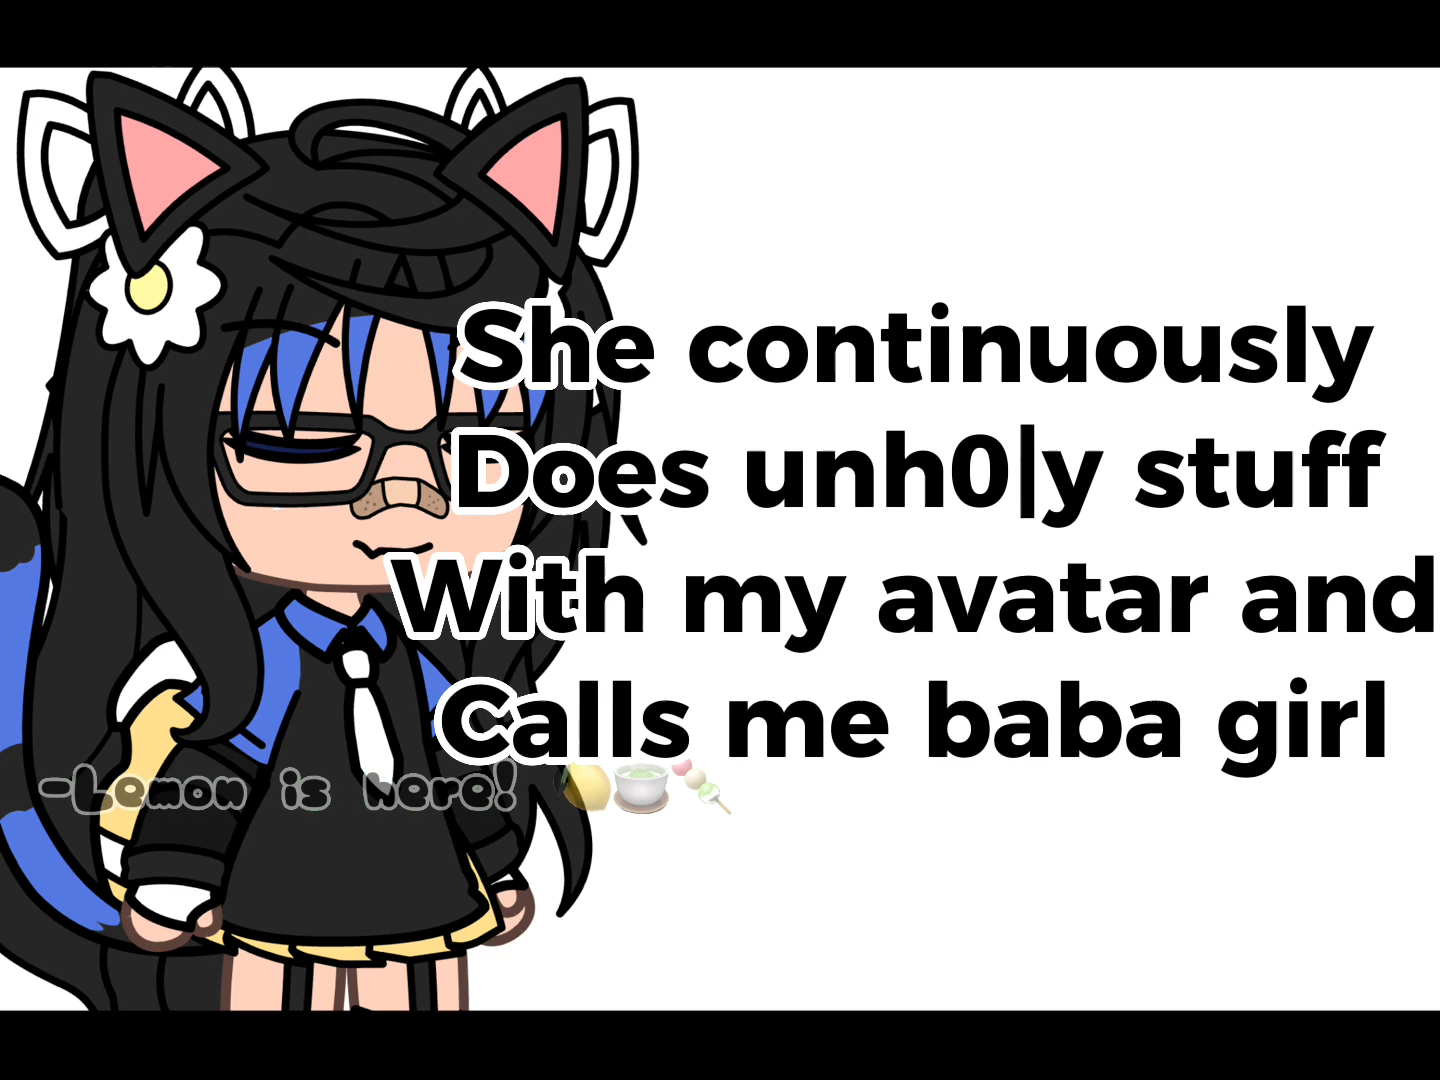 She continuously
Does unh0|y stuff
With my avatar and
Calls me baba girl
-Lemon is here! 🍋🍵🍡